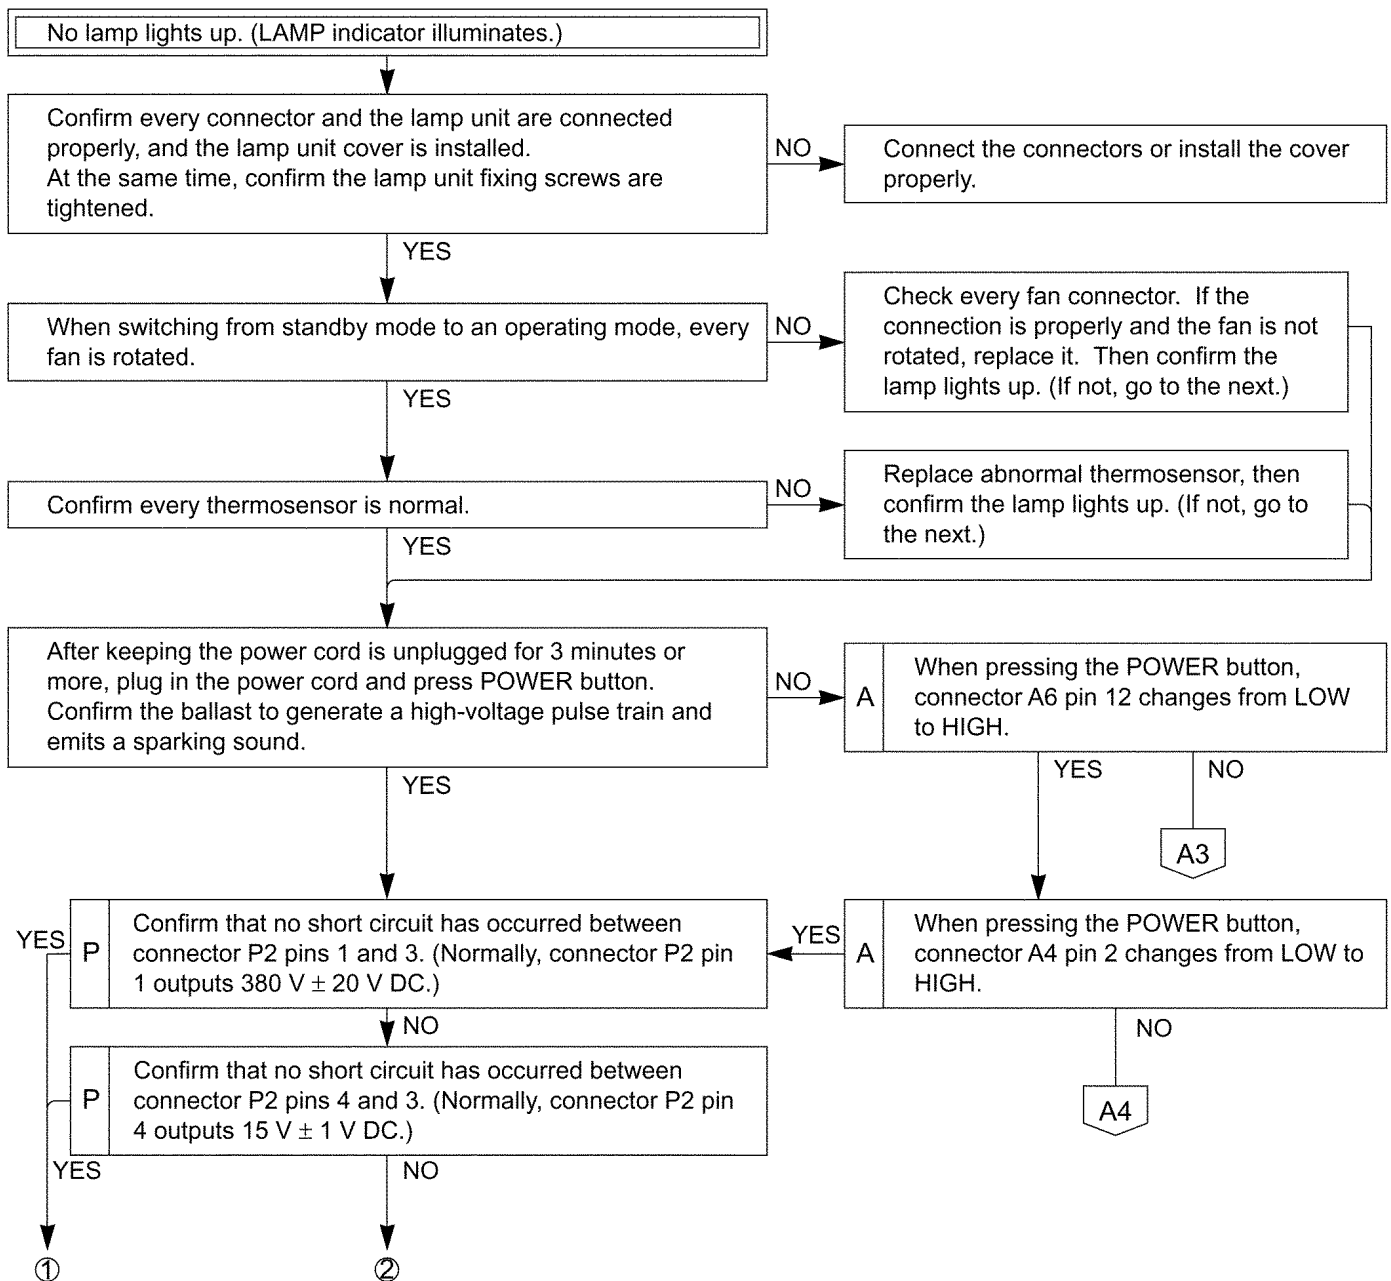 No lamp lights up. (LAMP indicator illuminates.)
Confirm every connector and the lamp unit are connected
properly, and the lamp unit cover is installed.
At the same time, confirm the lamp unit fixing screws are
tightened.
NO
Connect the connectors or install the cover
properly.
YES
When switching from standby mode to an operating mode, every
fan is rotated.
NO
Check every fan connector. If the
connection is properly and the fan is not
rotated, replace it. Then confirm the
lamp lights up. (If not, go to the next.)
YES
Confirm every thermosensor is normal.
NO
Replace abnormal thermosensor, then
confirm the lamp lights up. (If not, go to
the next.)
YES
After keeping the power cord is unplugged for 3 minutes or
more, plug in the power cord and press POWER button.
Confirm the ballast to generate a high-voltage pulse train and
emits a sparking sound.
NO
A
When pressing the POWER button,
connector A6 pin 12 changes from LOW
to HIGH.
YES
YES
NO
A3
YES
P
Confirm that no short circuit has occurred between
connector P2 pins 1 and 3. (Normally, connector P2 pin
1 outputs 380 V ± 20 V DC.)
YES
A
When pressing the POWER button,
connector A4 pin 2 changes from LOW to
HIGH.
NO
NO
P
Confirm that no short circuit has occurred between
connector P2 pins 4 and 3. (Normally, connector P2 pin
4 outputs 15 V ± 1 V DC.)
A4
YES
NO
①
②